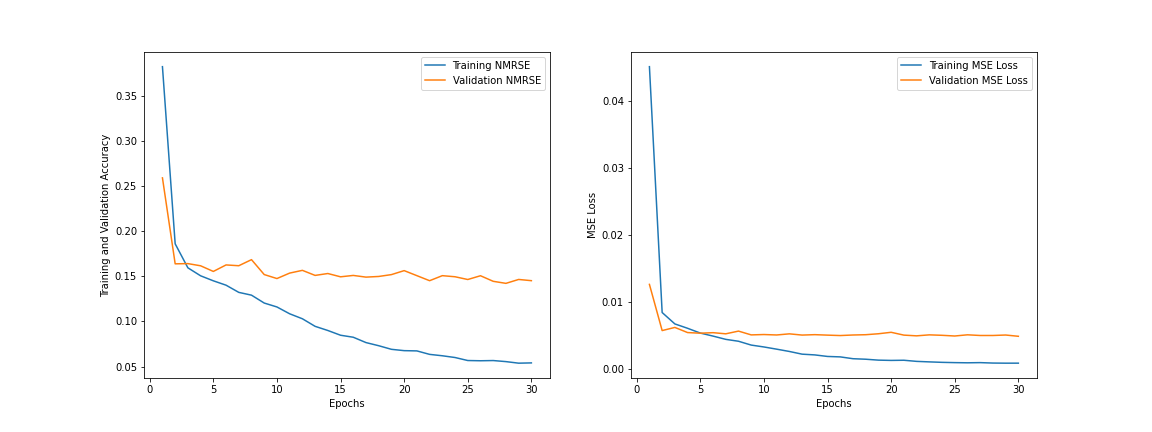 Training and Validation Accuracy
0.35
0.30
0.25
0.20
0.15
0.10
0.05
Training NMRSE
Validation NMRSE
0 5 10 15 20 25 30
Epochs
MSE Loss
0.04
0.03
0.02
0.01
0.00
Training MSE Loss
Validation MSE Loss
0 5 10 15 20 25 30
Epochs